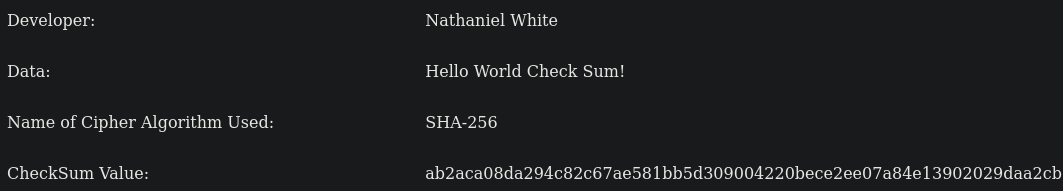 Developer: Nathaniel White
Data: Hello World Check Sum!
Name of Cipher Algorithm Used: SHA-256
CheckSum Value: ab2aca08da294c82c67ae581bb5d309004220bece2ee07a84e13902029daa2cb